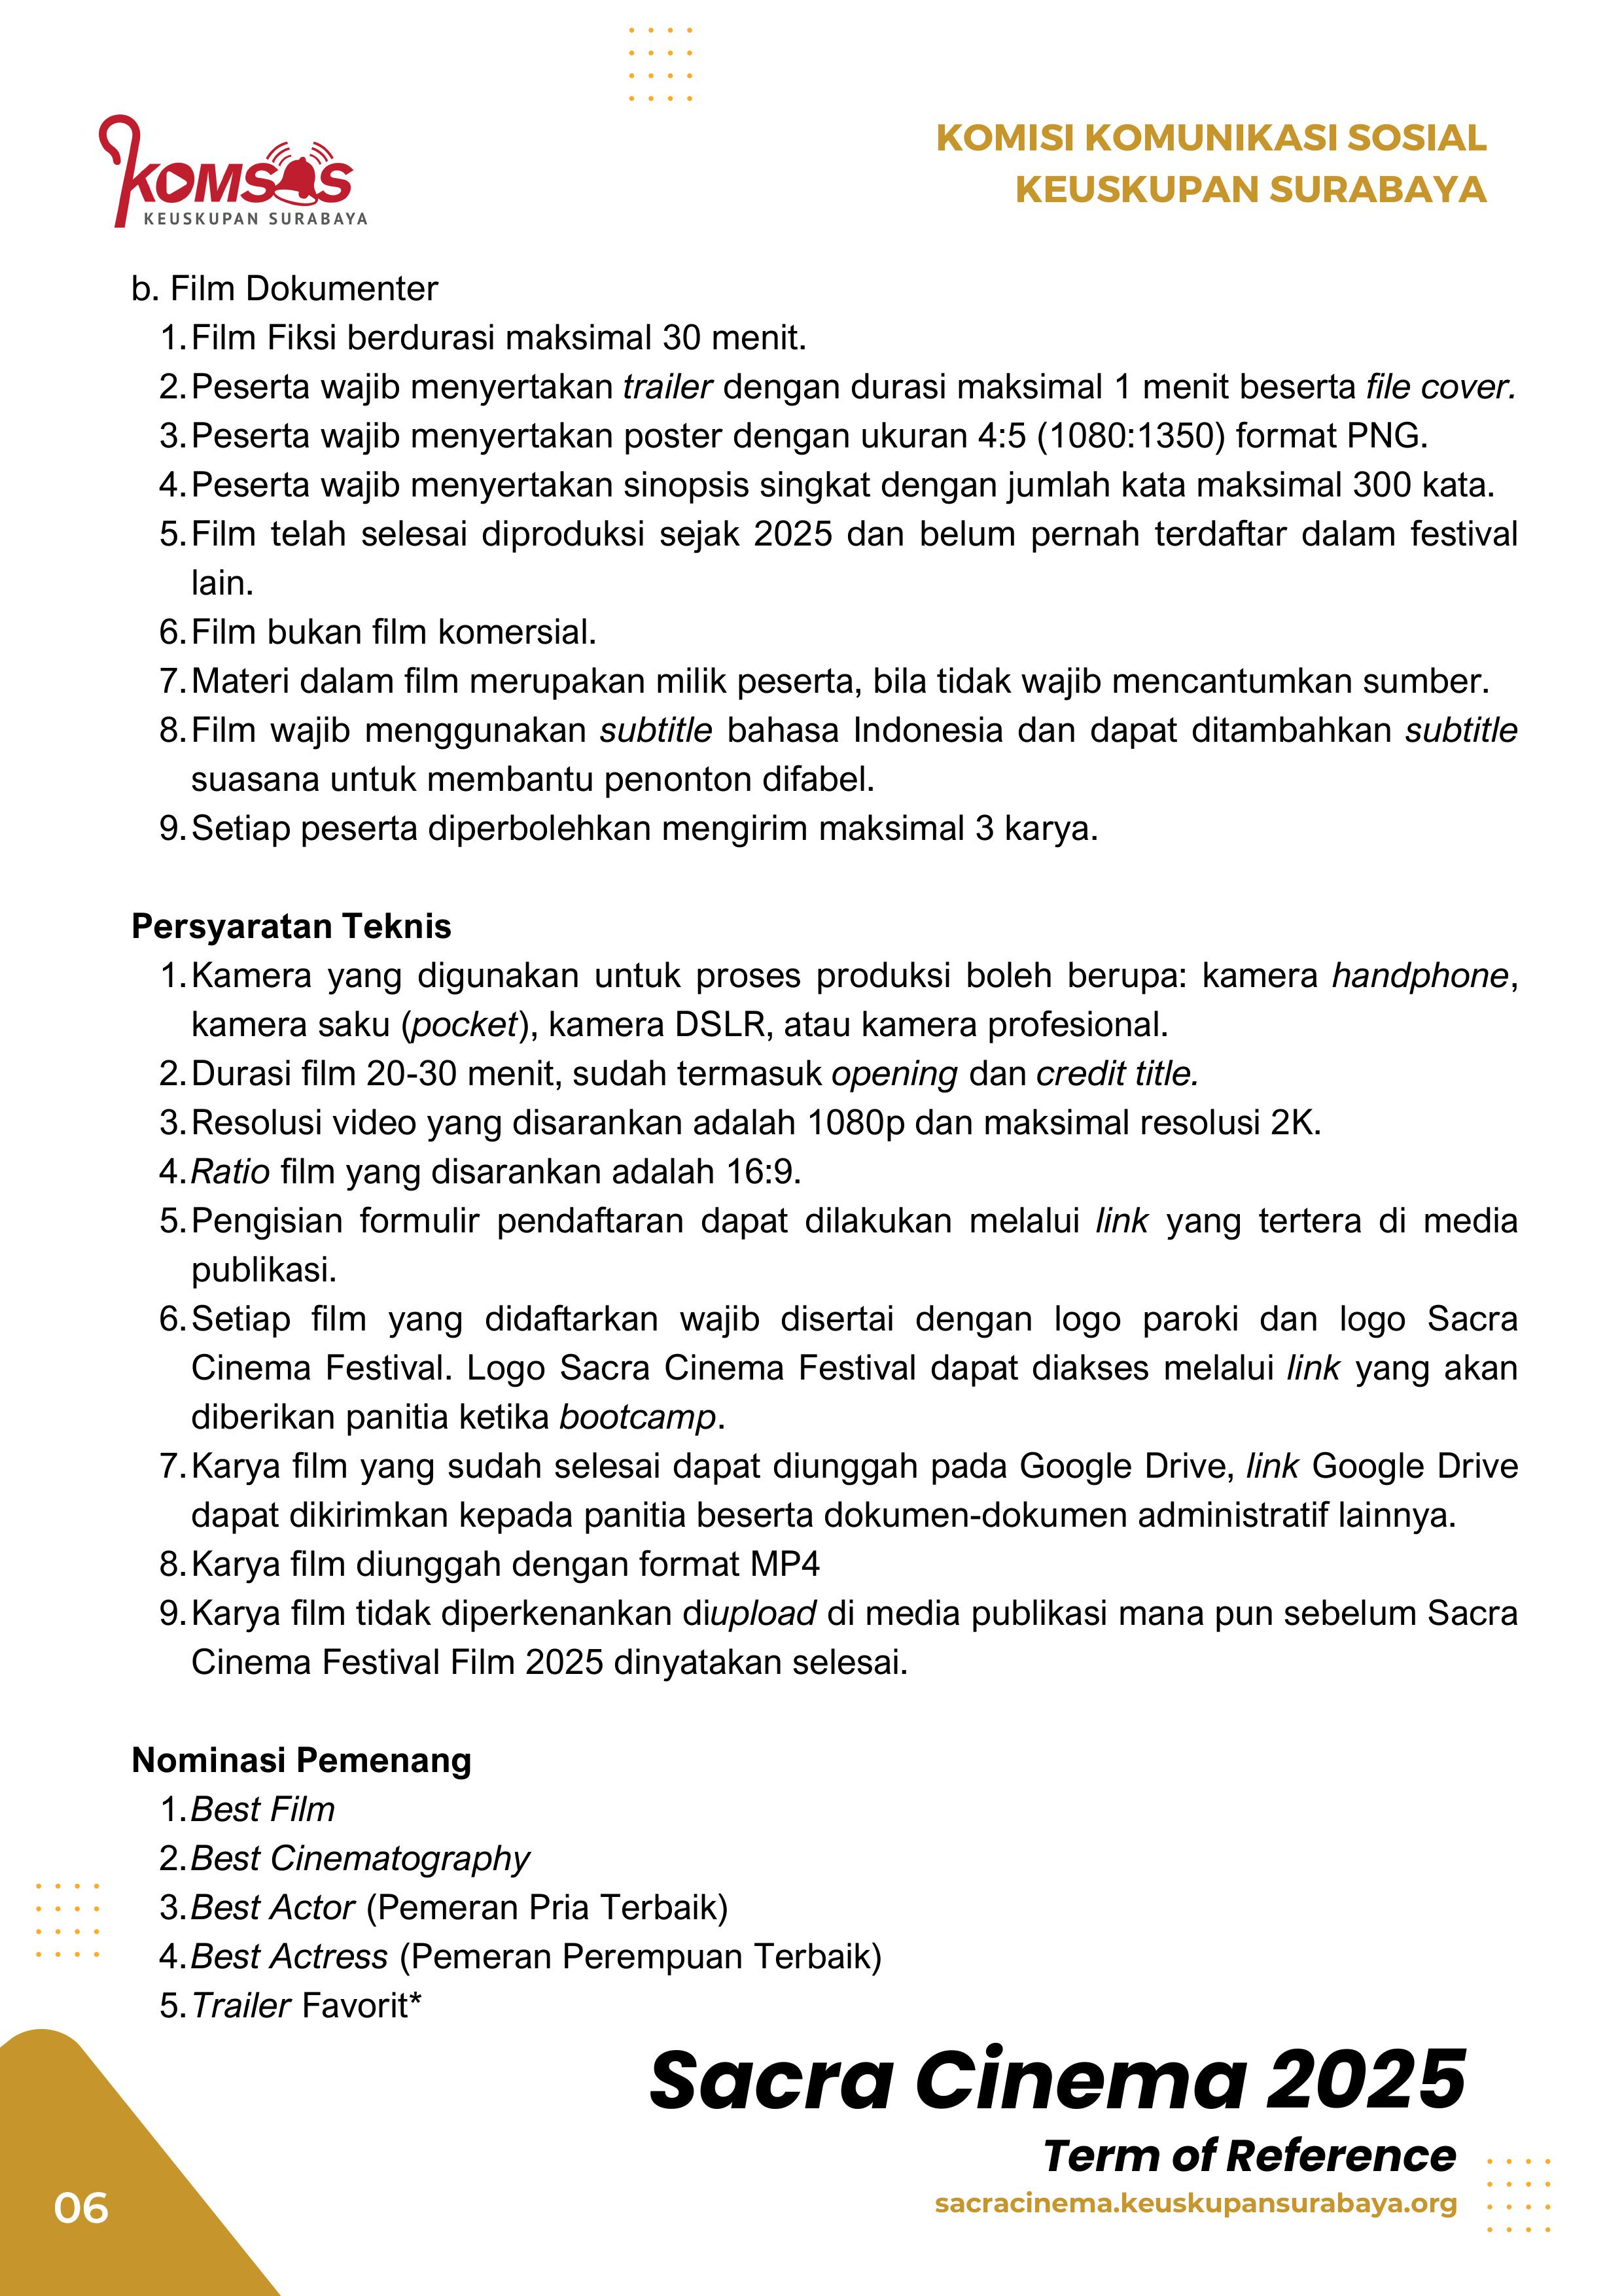 KOMSOS
KEUSKUPAN SURABAYA
KOMISI KOMUNIKASI SOSIAL
KEUSKUPAN SURABAYA
b. Film Dokumenter
1. Film Fiksi berdurasi maksimal 30 menit.
2. Peserta wajib menyertakan trailer dengan durasi maksimal 1 menit beserta file cover.
3. Peserta wajib menyertakan poster dengan ukuran 4:5 (1080:1350) format PNG.
4. Peserta wajib menyertakan sinopsis singkat dengan jumlah kata maksimal 300 kata.
5. Film telah selesai diproduksi sejak 2025 dan belum pernah terdaftar dalam festival
lain.
6. Film bukan film komersial.
7. Materi dalam film merupakan milik peserta, bila tidak wajib mencantumkan sumber.
8. Film wajib menggunakan subtitle bahasa Indonesia dan dapat ditambahkan subtitle
suasana untuk membantu penonton difabel.
9. Setiap peserta diperbolehkan mengirim maksimal 3 karya.
Persyaratan Teknis
1. Kamera yang digunakan untuk proses produksi boleh berupa: kamera handphone,
kamera saku (pocket), kamera DSLR, atau kamera profesional.
2. Durasi film 20-30 menit, sudah termasuk opening dan credit title.
3. Resolusi video yang disarankan adalah 1080p dan maksimal resolusi 2K.
4. Ratio film yang disarankan adalah 16:9.
5. Pengisian formulir pendaftaran dapat dilakukan melalui link yang tertera di media
publikasi.
6. Setiap film yang didaftarkan wajib disertai dengan logo paroki dan logo Sacra
Cinema Festival. Logo Sacra Cinema Festival dapat diakses melalui link yang akan
diberikan panitia ketika bootcamp.
7. Karya film yang sudah selesai dapat diunggah pada Google Drive, link Google Drive
dapat dikirimkan kepada panitia beserta dokumen-dokumen administratif lainnya.
8. Karya film diunggah dengan format MP4
9. Karya film tidak diperkenankan diupload di media publikasi mana pun sebelum Sacra
Cinema Festival Film 2025 dinyatakan selesai.
Nominasi Pemenang
1. Best Film
2. Best Cinematography
3. Best Actor (Pemeran Pria Terbaik)
4. Best Actress (Pemeran Perempuan Terbaik)
5. Trailer Favorit*
Sacra Cinema 2025
Term of Reference
sacracinema.keuskupansurabaya.org
06